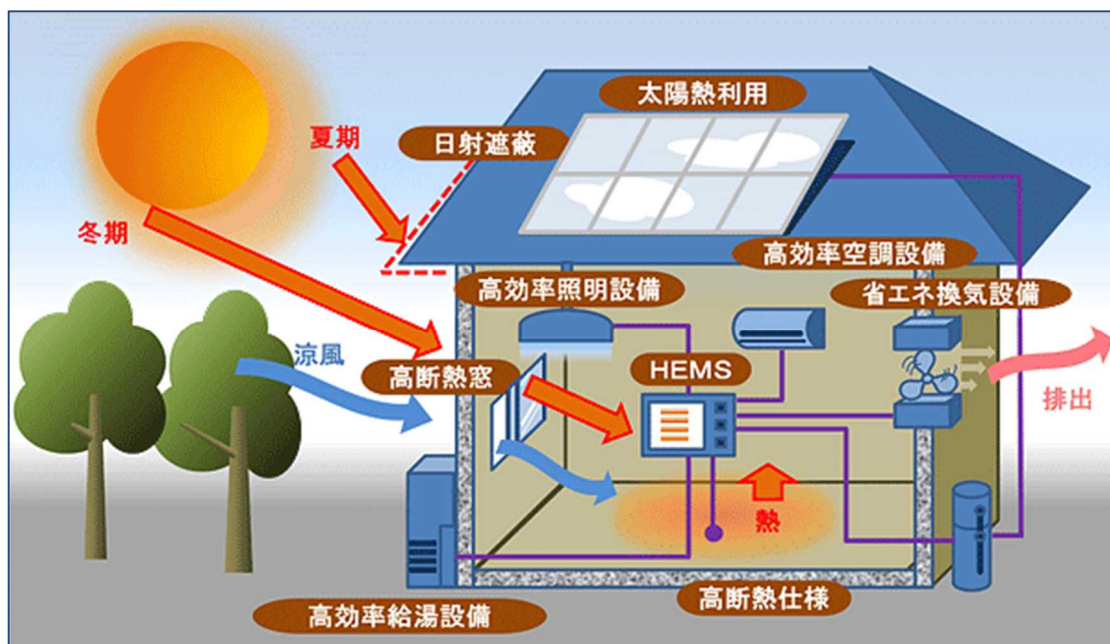 太陽熱利用
夏期
日射遮蔽
冬期
高効率空調設備
高効率照明設備
省エネ換気設備
涼風
高断熱窓
HEMS
排出
熱
高断熱仕様
高効率給湯設備